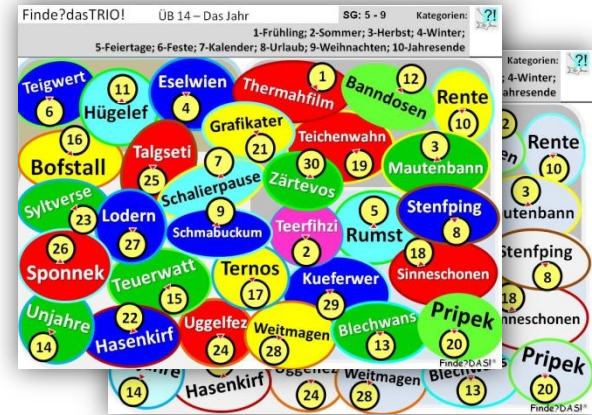 Finde?dasTRIO! ÜB 14 – Das Jahr SG: 5 - 9 Kategorien: ?!
1-Frühling; 2-Sommer; 3-Herbst; 4-Winter;
5-Feiertage; 6-Feste; 7-Kalender; 8-Urlaub; 9-Weihnachten; 10-Jahresende
Teigwert 6
11 Hügelef
Eselwien 4
1 Thermahfilm
12 Banndosen
Rente 10
16 Bofstall
Talgseti 25
Grafikater 21
Teichenwahn 19
3 Mautenbann
7 Schalierpause
30 Zärtevos
Syltverse 23
Lodern 27
9 Schmabuckum
Teerfihzi 2
5 Rumst
Stenfping 8
26 Sponnek
Teuerwatt 15
Ternos 17
Kueferwer 29
18 Sinneschonen
Unjahre 14
22 Hasenkirf
Uggelfez 24
Weitmagen 28
Blechwans 13
Pripek 20
Finde?DAS!®
Kategorien: ?!
4-Winter;
ahresende
Rente 10
3 utenbann
Stenfping 8
18 nneschonen
14
Hasenkirf
Uggelfez 24
Weitmagen 28
13
Pripek 20
Finde?DAS!®